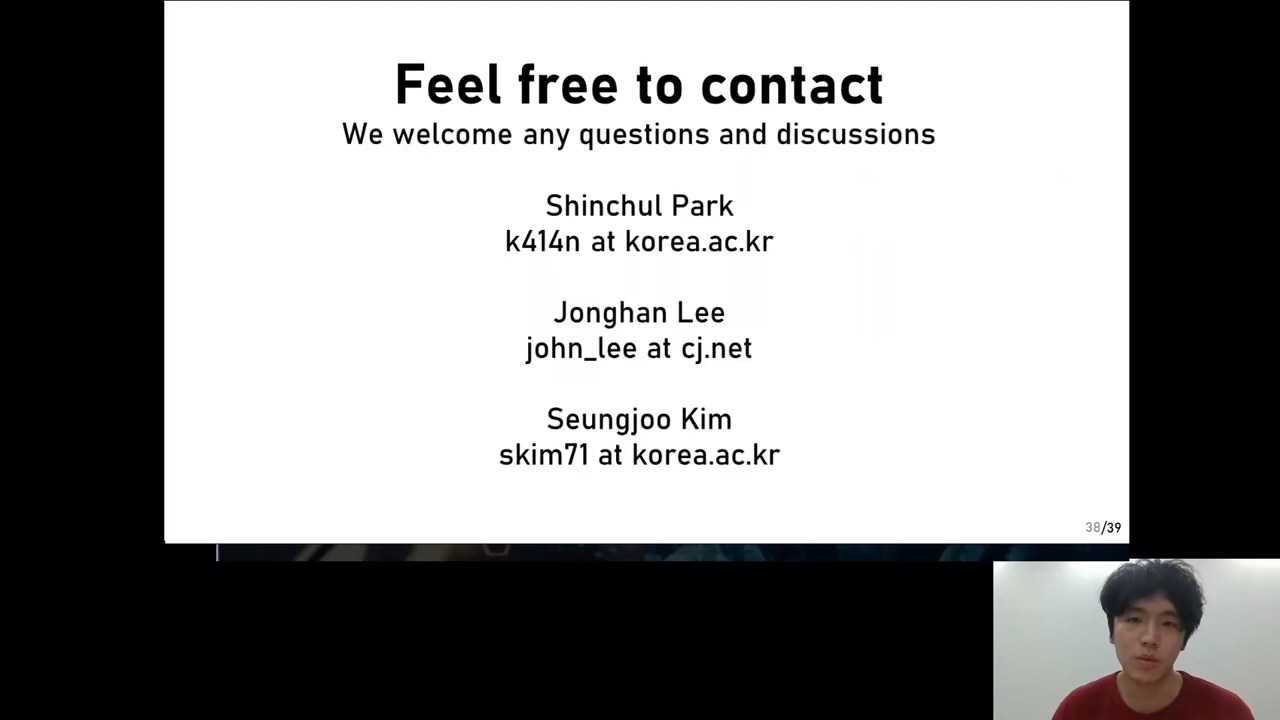 Feel free to contact
We welcome any questions and discussions
Shinchul Park
k414n at korea.ac.kr
Jonghan Lee
john_lee at cj.net
Seungjoo Kim
skim71 at korea.ac.kr
38/39